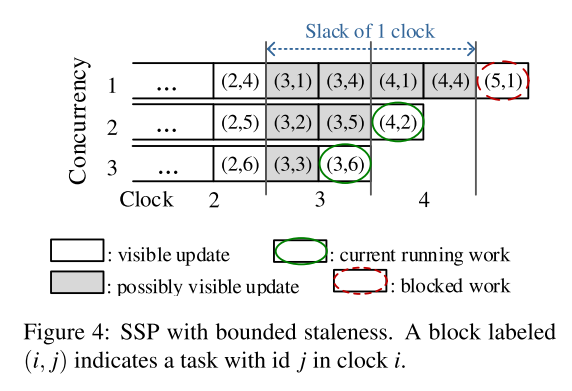 Slack of 1 clock
Concurrency
1 ... (2,4) (3,1) (3,4) (4,1) (4,4) (5,1)
2 ... (2,5) (3,2) (3,5) (4,2)
3 ... (2,6) (3,3) (3,6)
Clock 2 3 4
: visible update : current running work
: possibly visible update : blocked work
Figure 4: SSP with bounded staleness. A block labeled
(i, j) indicates a task with id j in clock i.